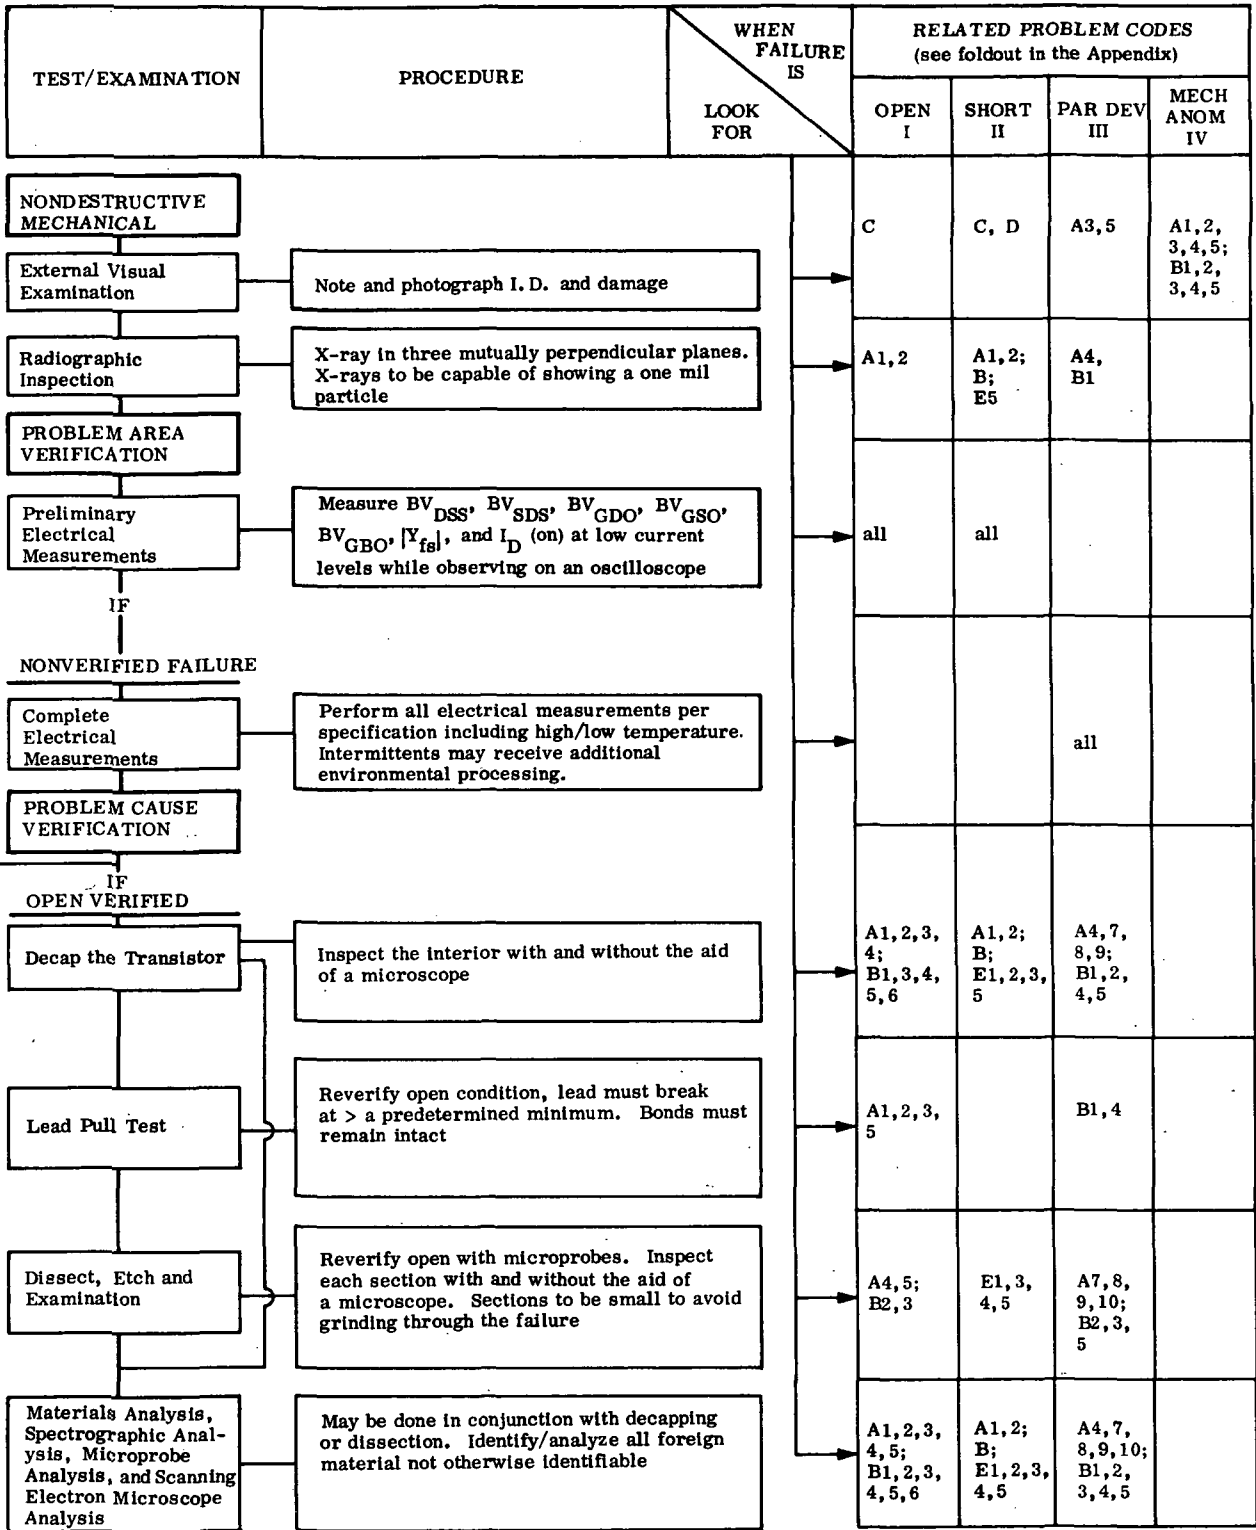 TEST/EXAMINATION
PROCEDURE
WHEN
FAILURE
IS
LOOK
FOR
RELATED PROBLEM CODES
(see foldout in the Appendix)
OPEN
I
SHORT
II
PAR DEV
III
MECH
ANOM
IV
NONDESTRUCTIVE
MECHANICAL
External Visual
Examination
Note and photograph I.D. and damage
C
C, D
A3,5
A1,2,
3,4,5;
B1,2,
3,4,5
Radiographic
Inspection
X-ray in three mutually perpendicular planes.
X-rays to be capable of showing a one mil
particle
A1,2
A1,2;
B;
E5
A4,
B1
PROBLEM AREA
VERIFICATION
Preliminary
Electrical
Measurements
Measure BV_DSS, BV_SDS, BV_GDO, BV_GSO,
BV_GBO, |Y_fs|, and I_D (on) at low current
levels while observing on an oscilloscope
all
all
IF
NONVERIFIED FAILURE
Complete
Electrical
Measurements
Perform all electrical measurements per
specification including high/low temperature.
Intermittents may receive additional
environmental processing.
all
PROBLEM CAUSE
VERIFICATION
IF
OPEN VERIFIED
Decap the Transistor
Inspect the interior with and without the aid
of a microscope
A1,2,3,
4;
B1,3,4,
5,6
A1,2;
B;
E1,2,3,
5
A4,7,
8,9;
B1,2,
4,5
Lead Pull Test
Reverify open condition, lead must break
at > a predetermined minimum. Bonds must
remain intact
A1,2,3,
5
B1,4
Dissect, Etch and
Examination
Reverify open with microprobes. Inspect
each section with and without the aid of
a microscope. Sections to be small to avoid
grinding through the failure
A4,5;
B2,3
E1,3,
4,5
A7,8,
9,10;
B2,3,
5
Materials Analysis,
Spectrographic Anal-
ysis, Microprobe
Analysis, and Scanning
Electron Microscope
Analysis
May be done in conjunction with decapping
or dissection. Identify/analyze all foreign
material not otherwise identifiable
A1,2,3,
4,5;
B1,2,3,
4,5,6
A1,2;
B;
E1,2,3,
4,5
A4,7,
8,9,10;
B1,2,
3,4,5